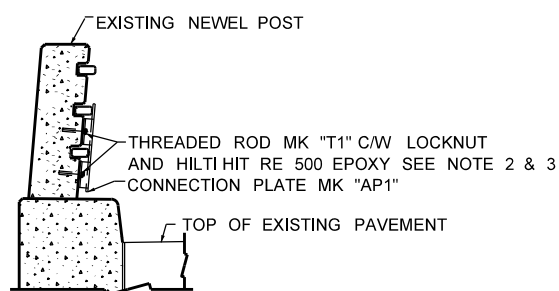 EXISTING NEWEL POST
THREADED ROD MK "T1" C/W LOCKNUT
AND HILTI HIT RE 500 EPOXY SEE NOTE 2 & 3
CONNECTION PLATE MK "AP1"
TOP OF EXISTING PAVEMENT